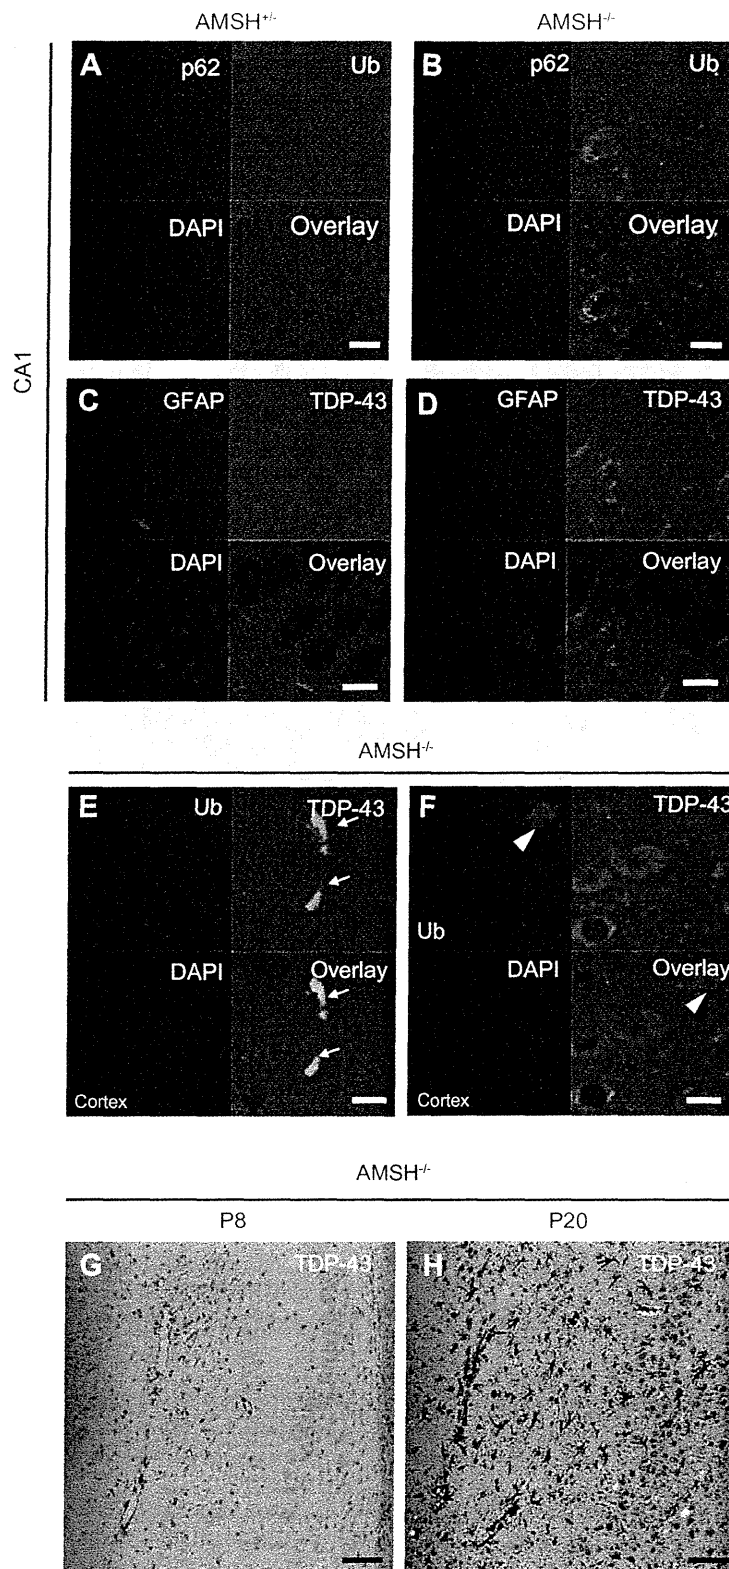 AMSH+/- AMSH-/-
A p62 Ub
B p62 Ub
DAPI Overlay
DAPI Overlay
CA1
C GFAP TDP-43
D GFAP TDP-43
DAPI Overlay
DAPI Overlay
AMSH-/-
E Ub TDP-43
F TDP-43
Ub
DAPI Overlay
DAPI Overlay
Cortex
Cortex
AMSH-/-
P8 P20
G TDP-43
H TDP-43